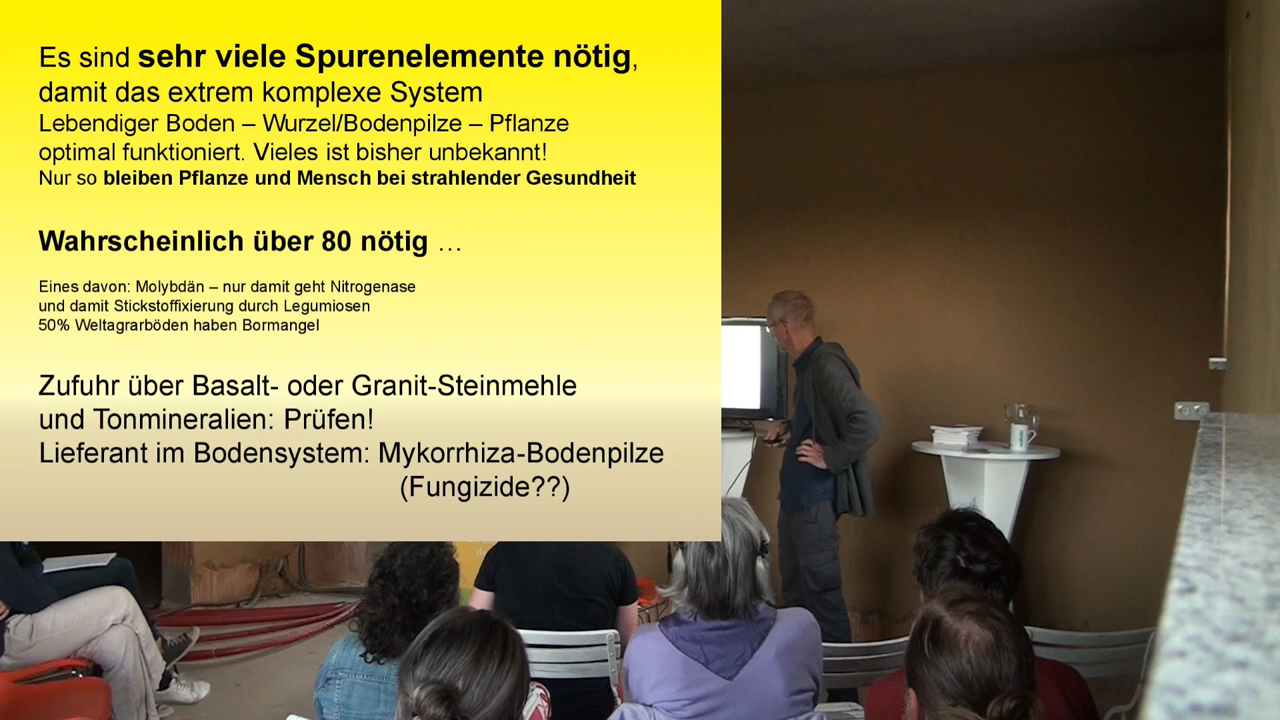 Es sind sehr viele Spurenelemente nötig,
damit das extrem komplexe System
Lebendiger Boden – Wurzel/Bodenpilze – Pflanze
optimal funktioniert. Vieles ist bisher unbekannt!
Nur so bleiben Pflanze und Mensch bei strahlender Gesundheit
Wahrscheinlich über 80 nötig ...
Eines davon: Molybdän – nur damit geht Nitrogenase
und damit Stickstoffixierung durch Legumiosen
50% Weltagrarböden haben Bormangel
Zufuhr über Basalt- oder Granit-Steinmehle
und Tonmineralien: Prüfen!
Lieferant im Bodensystem: Mykorrhiza-Bodenpilze
(Fungizide??)